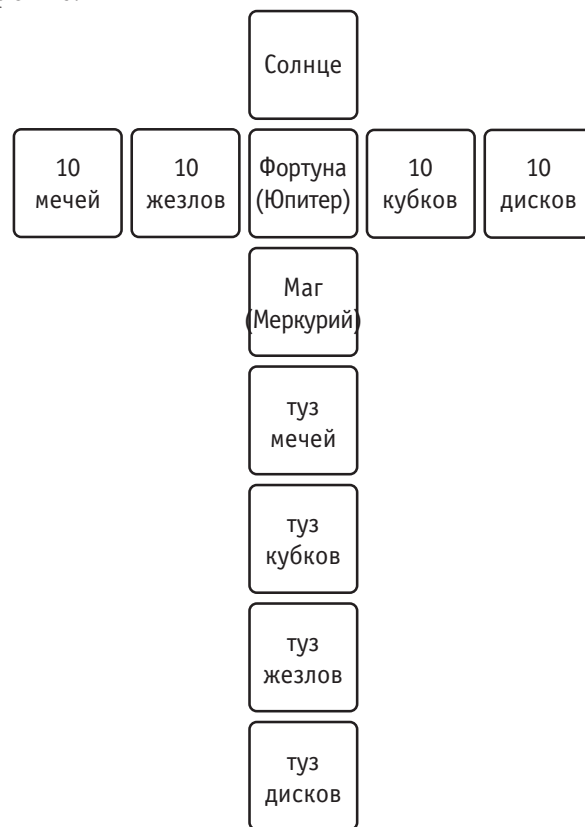 Солнце
10 мечей
10 жезлов
Фортуна (Юпитер)
10 кубков
10 дисков
Маг (Меркурий)
туз мечей
туз кубков
туз жезлов
туз дисков